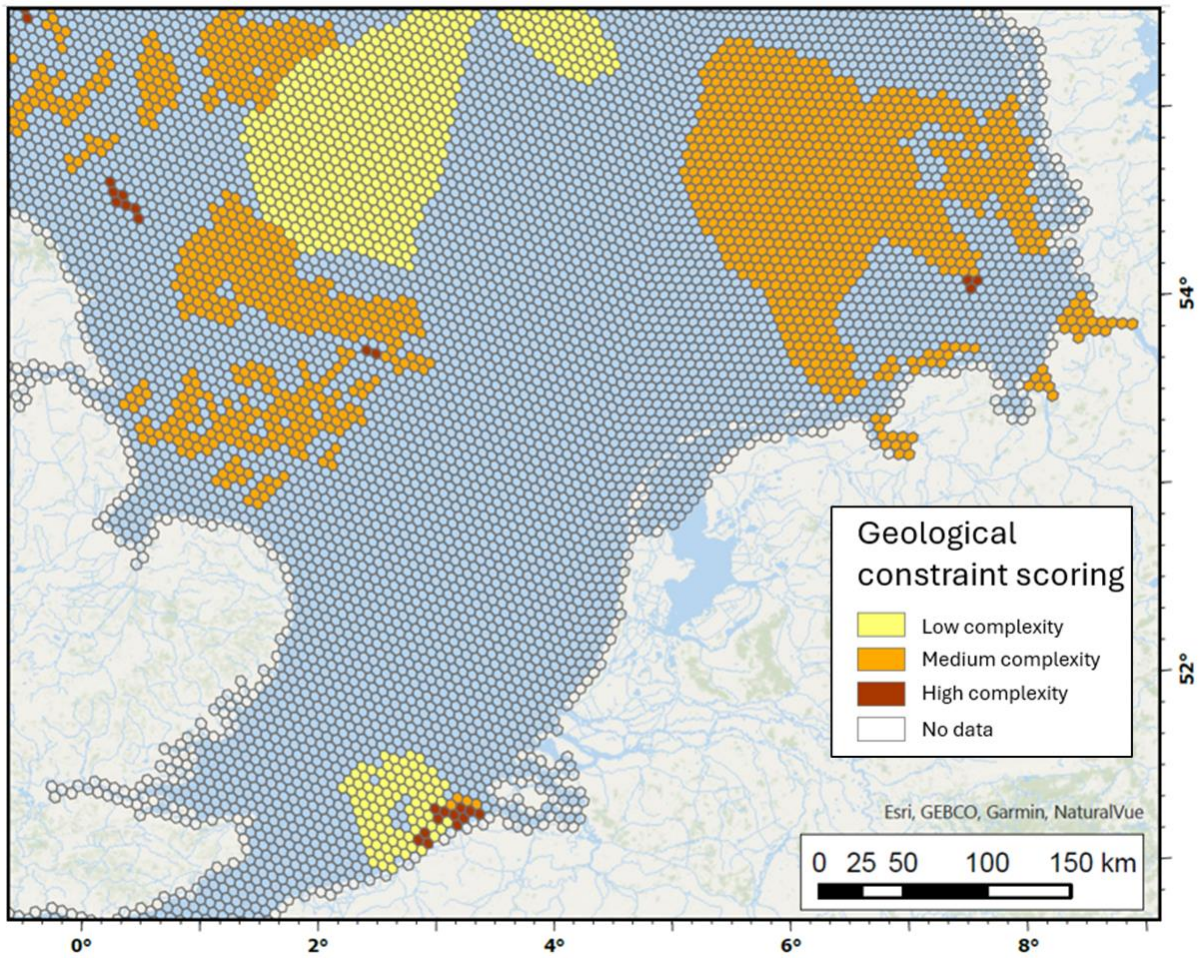 54°
52°
Geological
constraint scoring
Low complexity
Medium complexity
High complexity
No data
Esri, GEBCO, Garmin, NaturalVue
0 25 50 100 150 km
0° 2° 4° 6° 8°